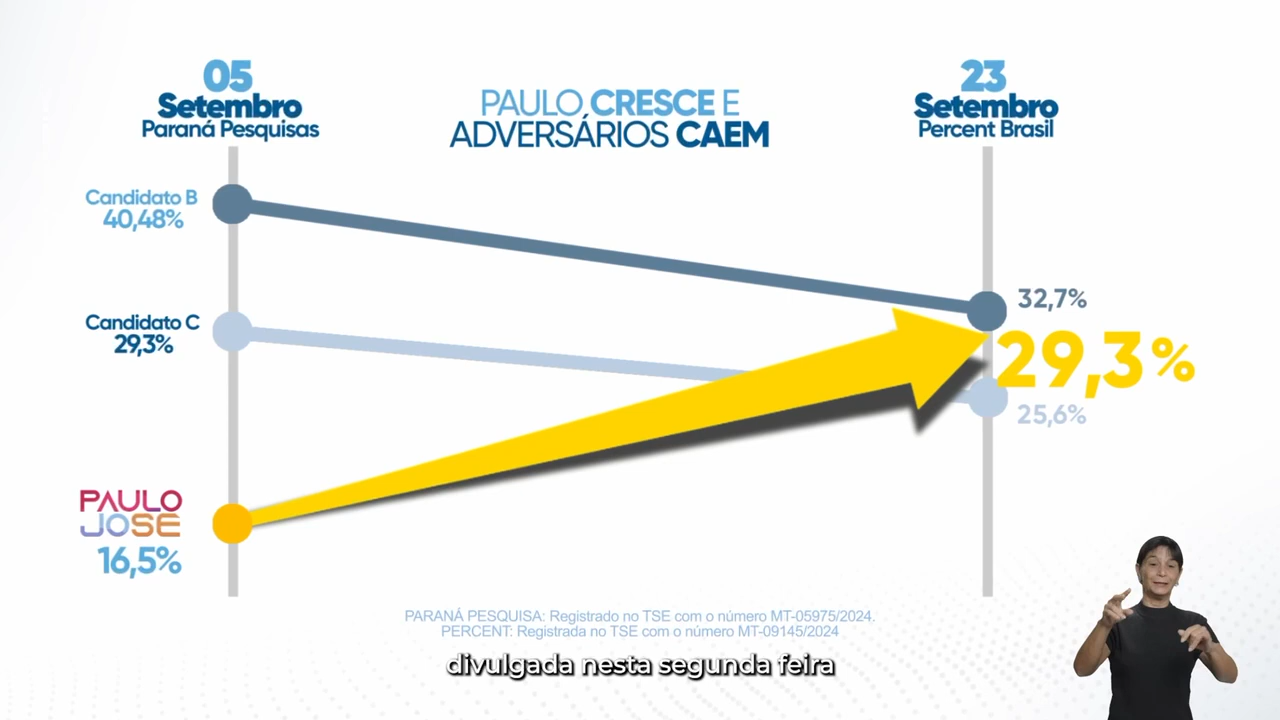 05
Setembro
Paraná Pesquisas
PAULO CRESCE E
ADVERSÁRIOS CAEM
23
Setembro
Percent Brasil
Candidato B
40,48%
Candidato C
29,3%
PAULO
JOSÉ
16,5%
32,7%
29,3%
25,6%
PARANÁ PESQUISA: Registrado no TSE com o número MT-05975/2024.
PERCENT: Registrada no TSE com o número MT-09145/2024
divulgada nesta segunda feira